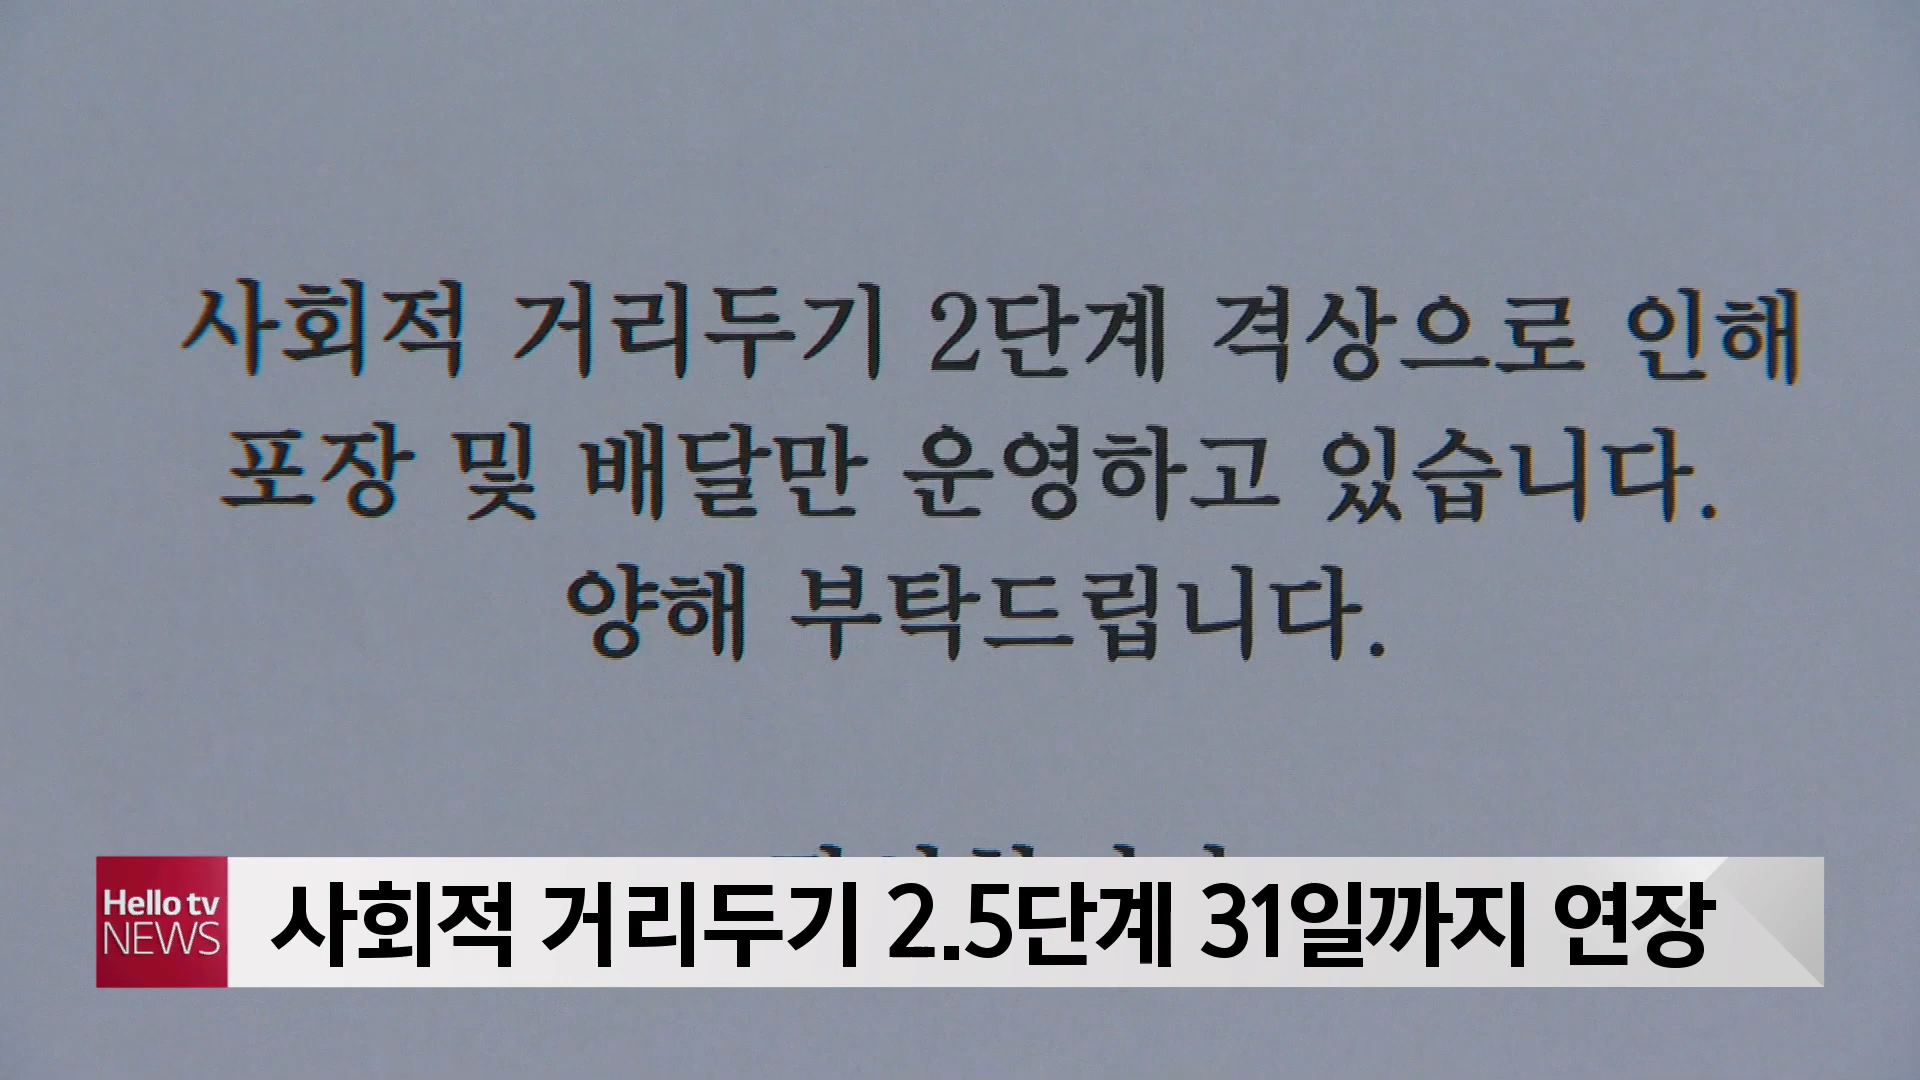 사회적 거리두기 2단계 격상으로 인해
포장 및 배달만 운영하고 있습니다.
양해 부탁드립니다.
Hello tv
NEWS
사회적 거리두기 2.5단계 31일까지 연장